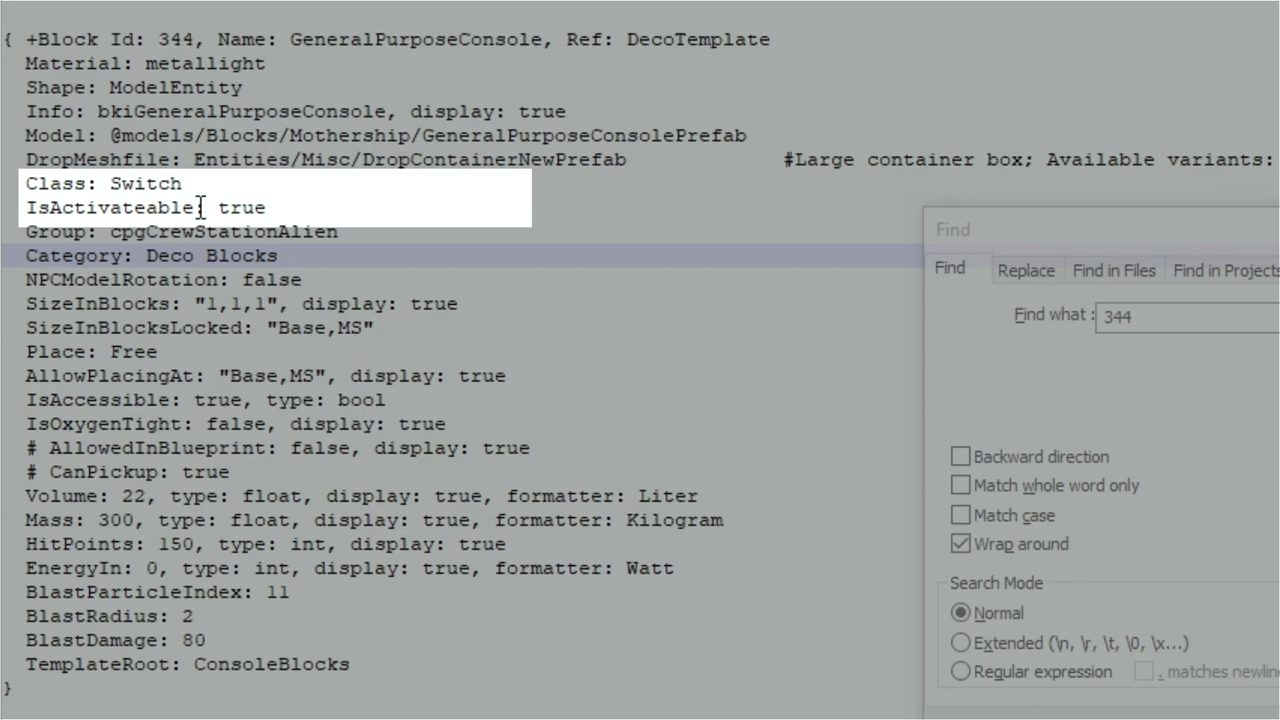 { +Block Id: 344, Name: GeneralPurposeConsole, Ref: DecoTemplate
Material: metallight
Shape: ModelEntity
Info: bkiGeneralPurposeConsole, display: true
Model: @models/Blocks/Mothership/GeneralPurposeConsolePrefab
DropMeshfile: Entities/Misc/DropContainerNewPrefab #Large container box; Available variants:
Class: Switch
IsActivateable: true
Group: cpgCrewStationAlien
Category: Deco Blocks
NPCModelRotation: false
SizeInBlocks: "1,1,1", display: true
SizeInBlocksLocked: "Base,MS"
Place: Free
AllowPlacingAt: "Base,MS", display: true
IsAccessible: true, type: bool
IsOxygenTight: false, display: true
# AllowedInBlueprint: false, display: true
# CanPickup: true
Volume: 22, type: float, display: true, formatter: Liter
Mass: 300, type: float, display: true, formatter: Kilogram
HitPoints: 150, type: int, display: true
EnergyIn: 0, type: int, display: true, formatter: Watt
BlastParticleIndex: 11
BlastRadius: 2
BlastDamage: 80
TemplateRoot: ConsoleBlocks
}
Find
Find Replace Find in Files Find in Projects
Find what : 344
Backward direction
Match whole word only
Match case
Wrap around
Search Mode
Normal
Extended (\n, \r, \t, \0, \x...)
Regular expression . matches newlin